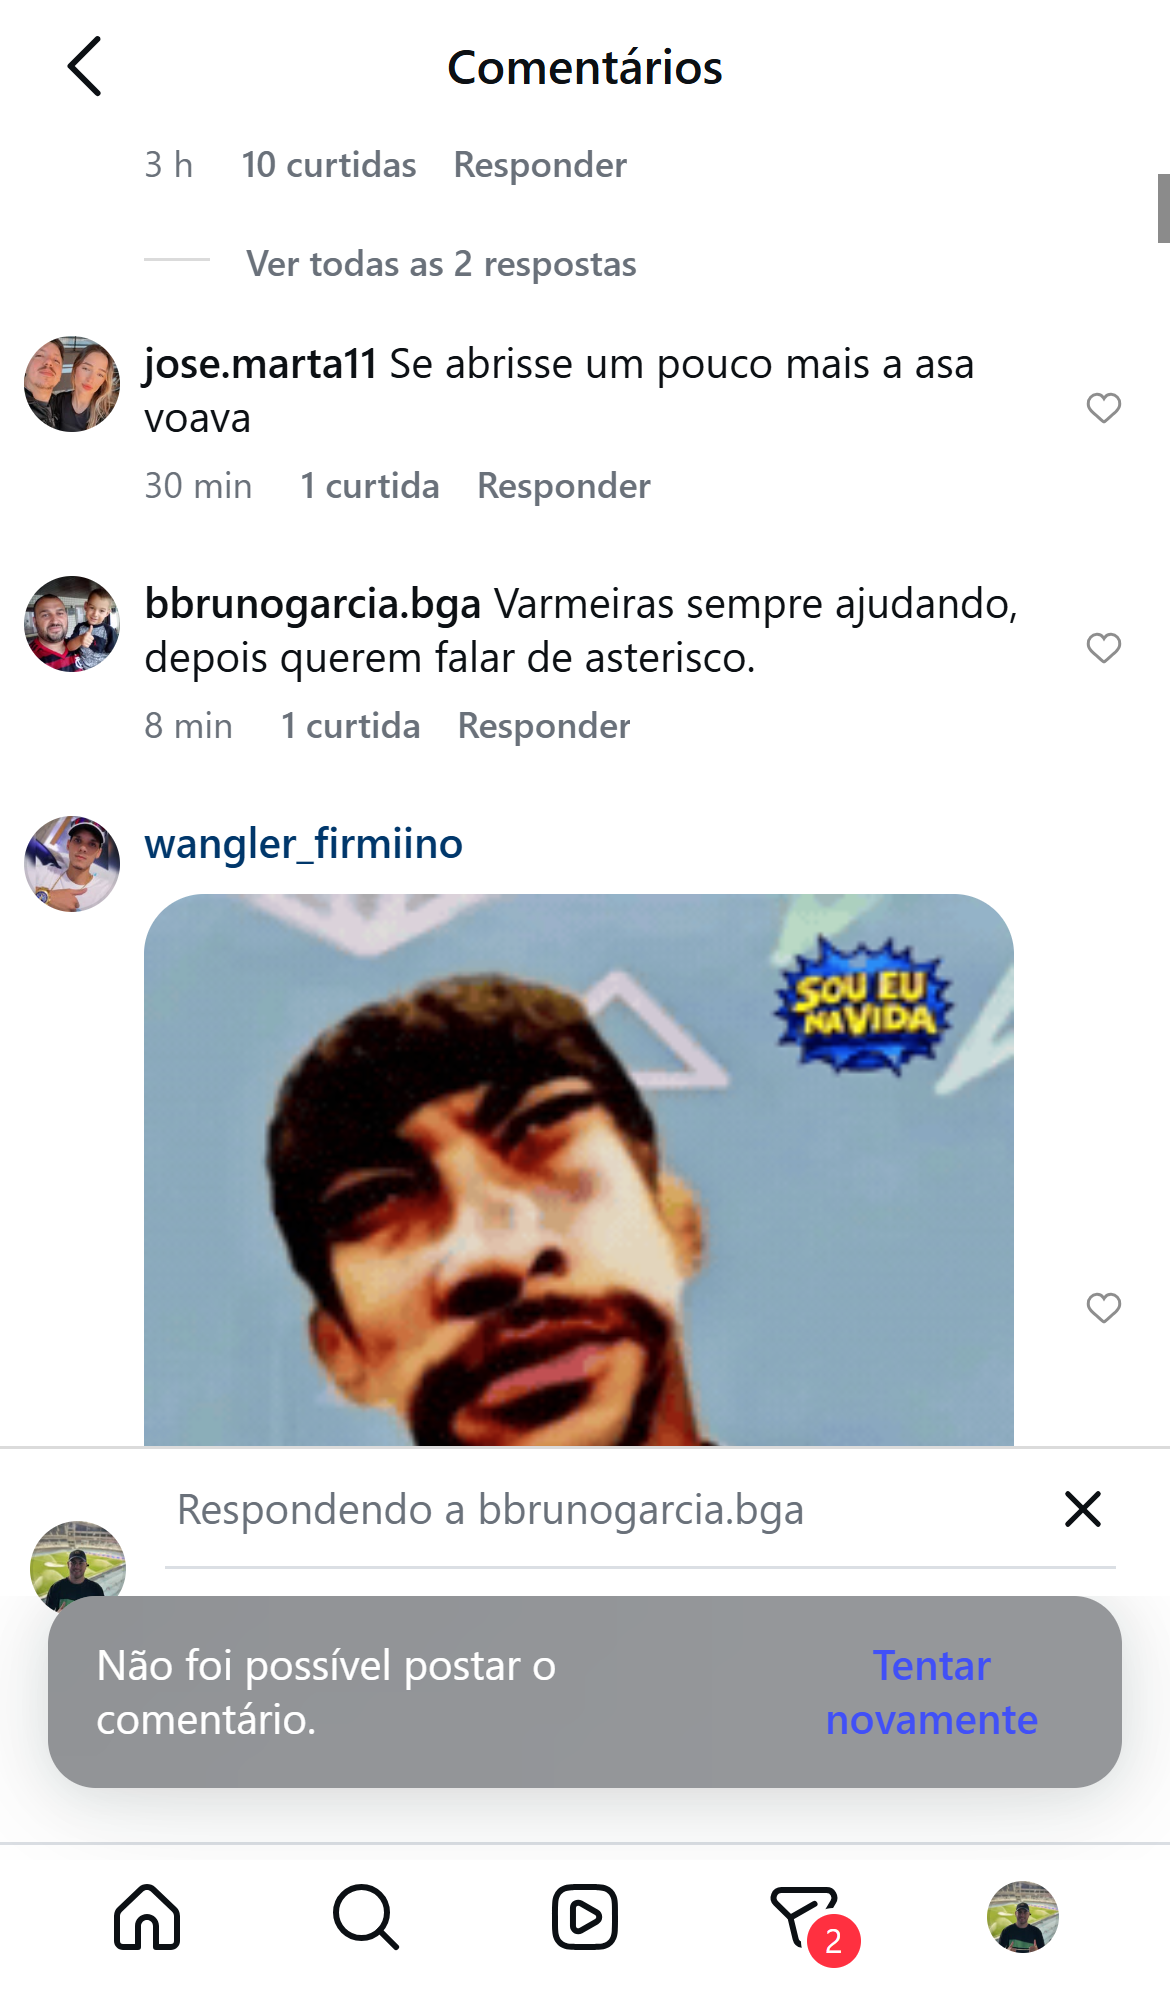 Comentários
3 h 10 curtidas Responder
Ver todas as 2 respostas
jose.marta11 Se abrisse um pouco mais a asa
voava
30 min 1 curtida Responder
bbrunogarcia.bga Varmeiras sempre ajudando,
depois querem falar de asterisco.
8 min 1 curtida Responder
wangler_firmiino
SOU EU
NA VIDA
Respondendo a bbrunogarcia.bga
Não foi possível postar o
comentário.
Tentar
novamente
2